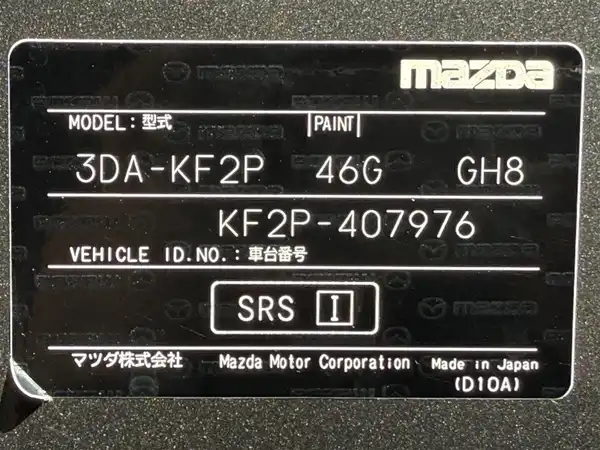 mazda
MODEL：型式 |PAINT|
3DA-KF2P 46G GH8
KF2P-407976
VEHICLE ID.NO.：車台番号
SRS I
マツダ株式会社 Mazda Motor Corporation Made in Japan
(D10A)